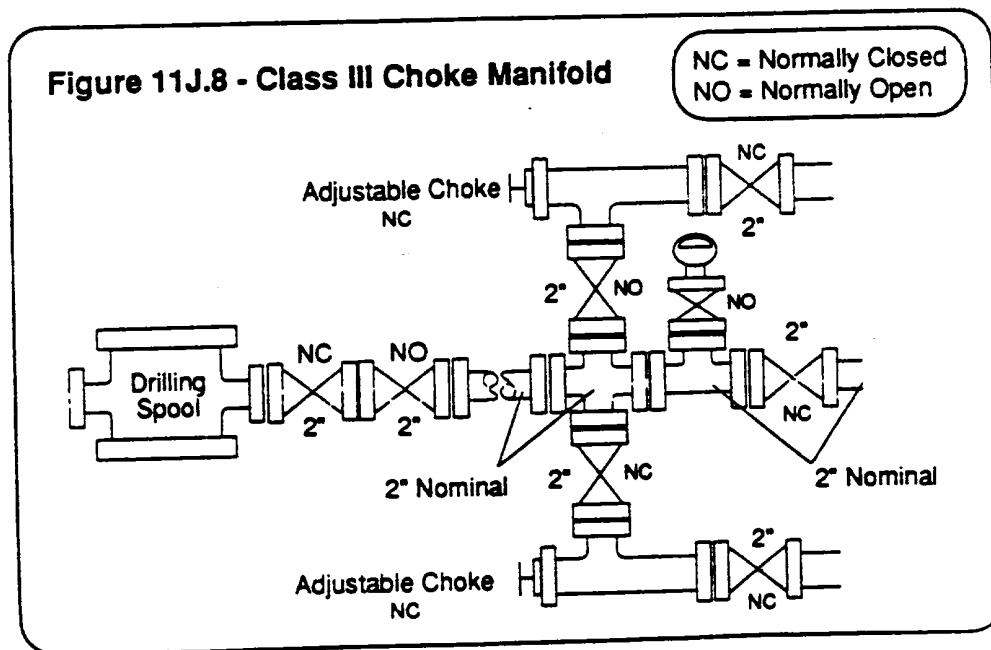 Figure 11J.8 - Class III Choke Manifold
NC = Normally Closed
NO = Normally Open
Adjustable Choke
NC
NC
2"
2"
NO
NO
2"
NC
NO
Drilling
Spool
2"
2"
NC
2" Nominal
2"
NC
2" Nominal
2"
Adjustable Choke
NC
NC